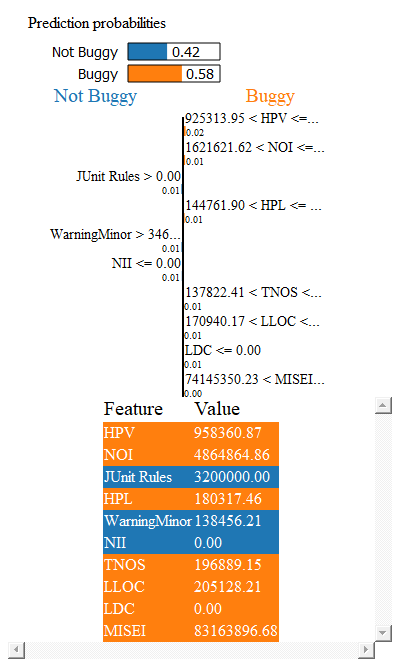 Prediction probabilities
Not Buggy 0.42
Buggy 0.58
Not Buggy Buggy
925313.95 < HPV <=...
0.02
1621621.62 < NOI <=...
0.01
JUnit Rules > 0.00
0.01
144761.90 < HPL <= ...
0.01
WarningMinor > 346...
0.01
NII <= 0.00
0.01
137822.41 < TNOS <...
0.01
170940.17 < LLOC <...
0.01
LDC <= 0.00
0.01
74145350.23 < MISEI...
0.00
Feature Value
HPV 958360.87
NOI 4864864.86
JUnit Rules 3200000.00
HPL 180317.46
WarningMinor 138456.21
NII 0.00
TNOS 196889.15
LLOC 205128.21
LDC 0.00
MISEI 83163896.68